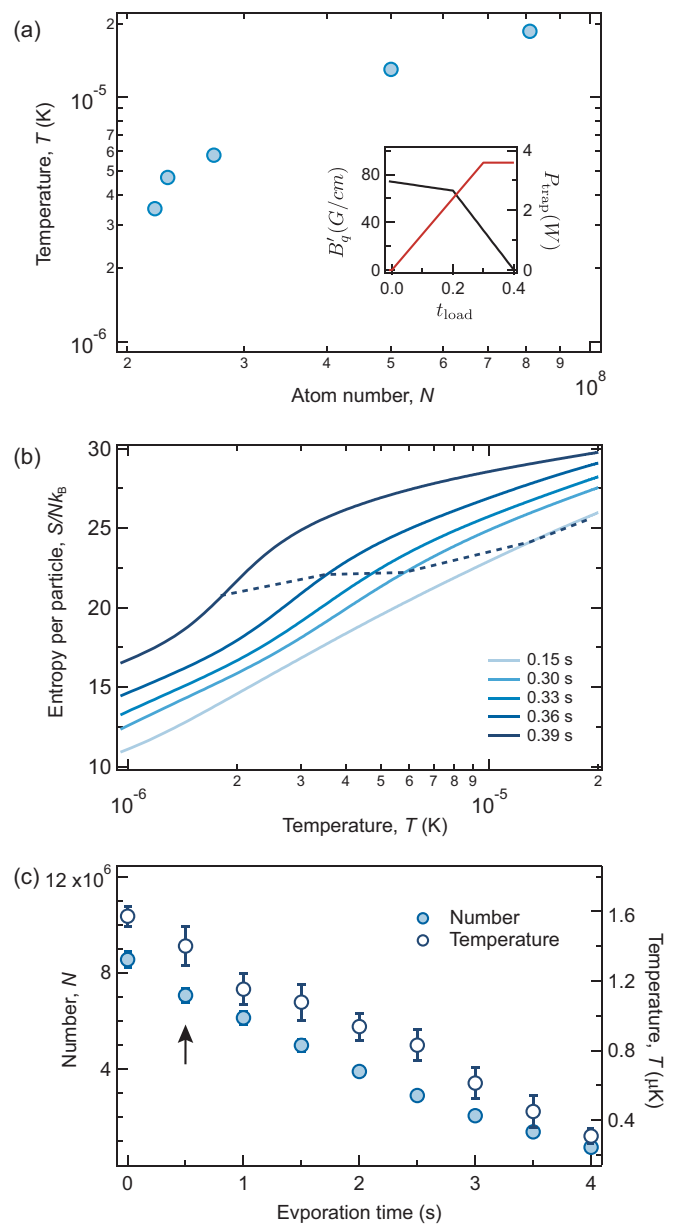 (a)
2
10⁻⁵
7
6
5
4
3
2
10⁻⁶
Temperature, T (K)
2
3
4
5
6
7
8
9
10⁸
Atom number, N
80
40
0
B′q (G/cm)
4
2
0
Ptrap (W)
0.0
0.2
0.4
tload
(b)
30
25
20
15
10
Entropy per particle, S/NkB
0.15 s
0.30 s
0.33 s
0.36 s
0.39 s
10⁻⁶
2
3
4
5
6
7
8
9
10⁻⁵
2
Temperature, T (K)
(c)
12 x10⁶
8
4
Number, N
Number
Temperature
1.6
1.2
0.8
0.4
Temperature, T (μK)
0
1
2
3
4
Evporation time (s)